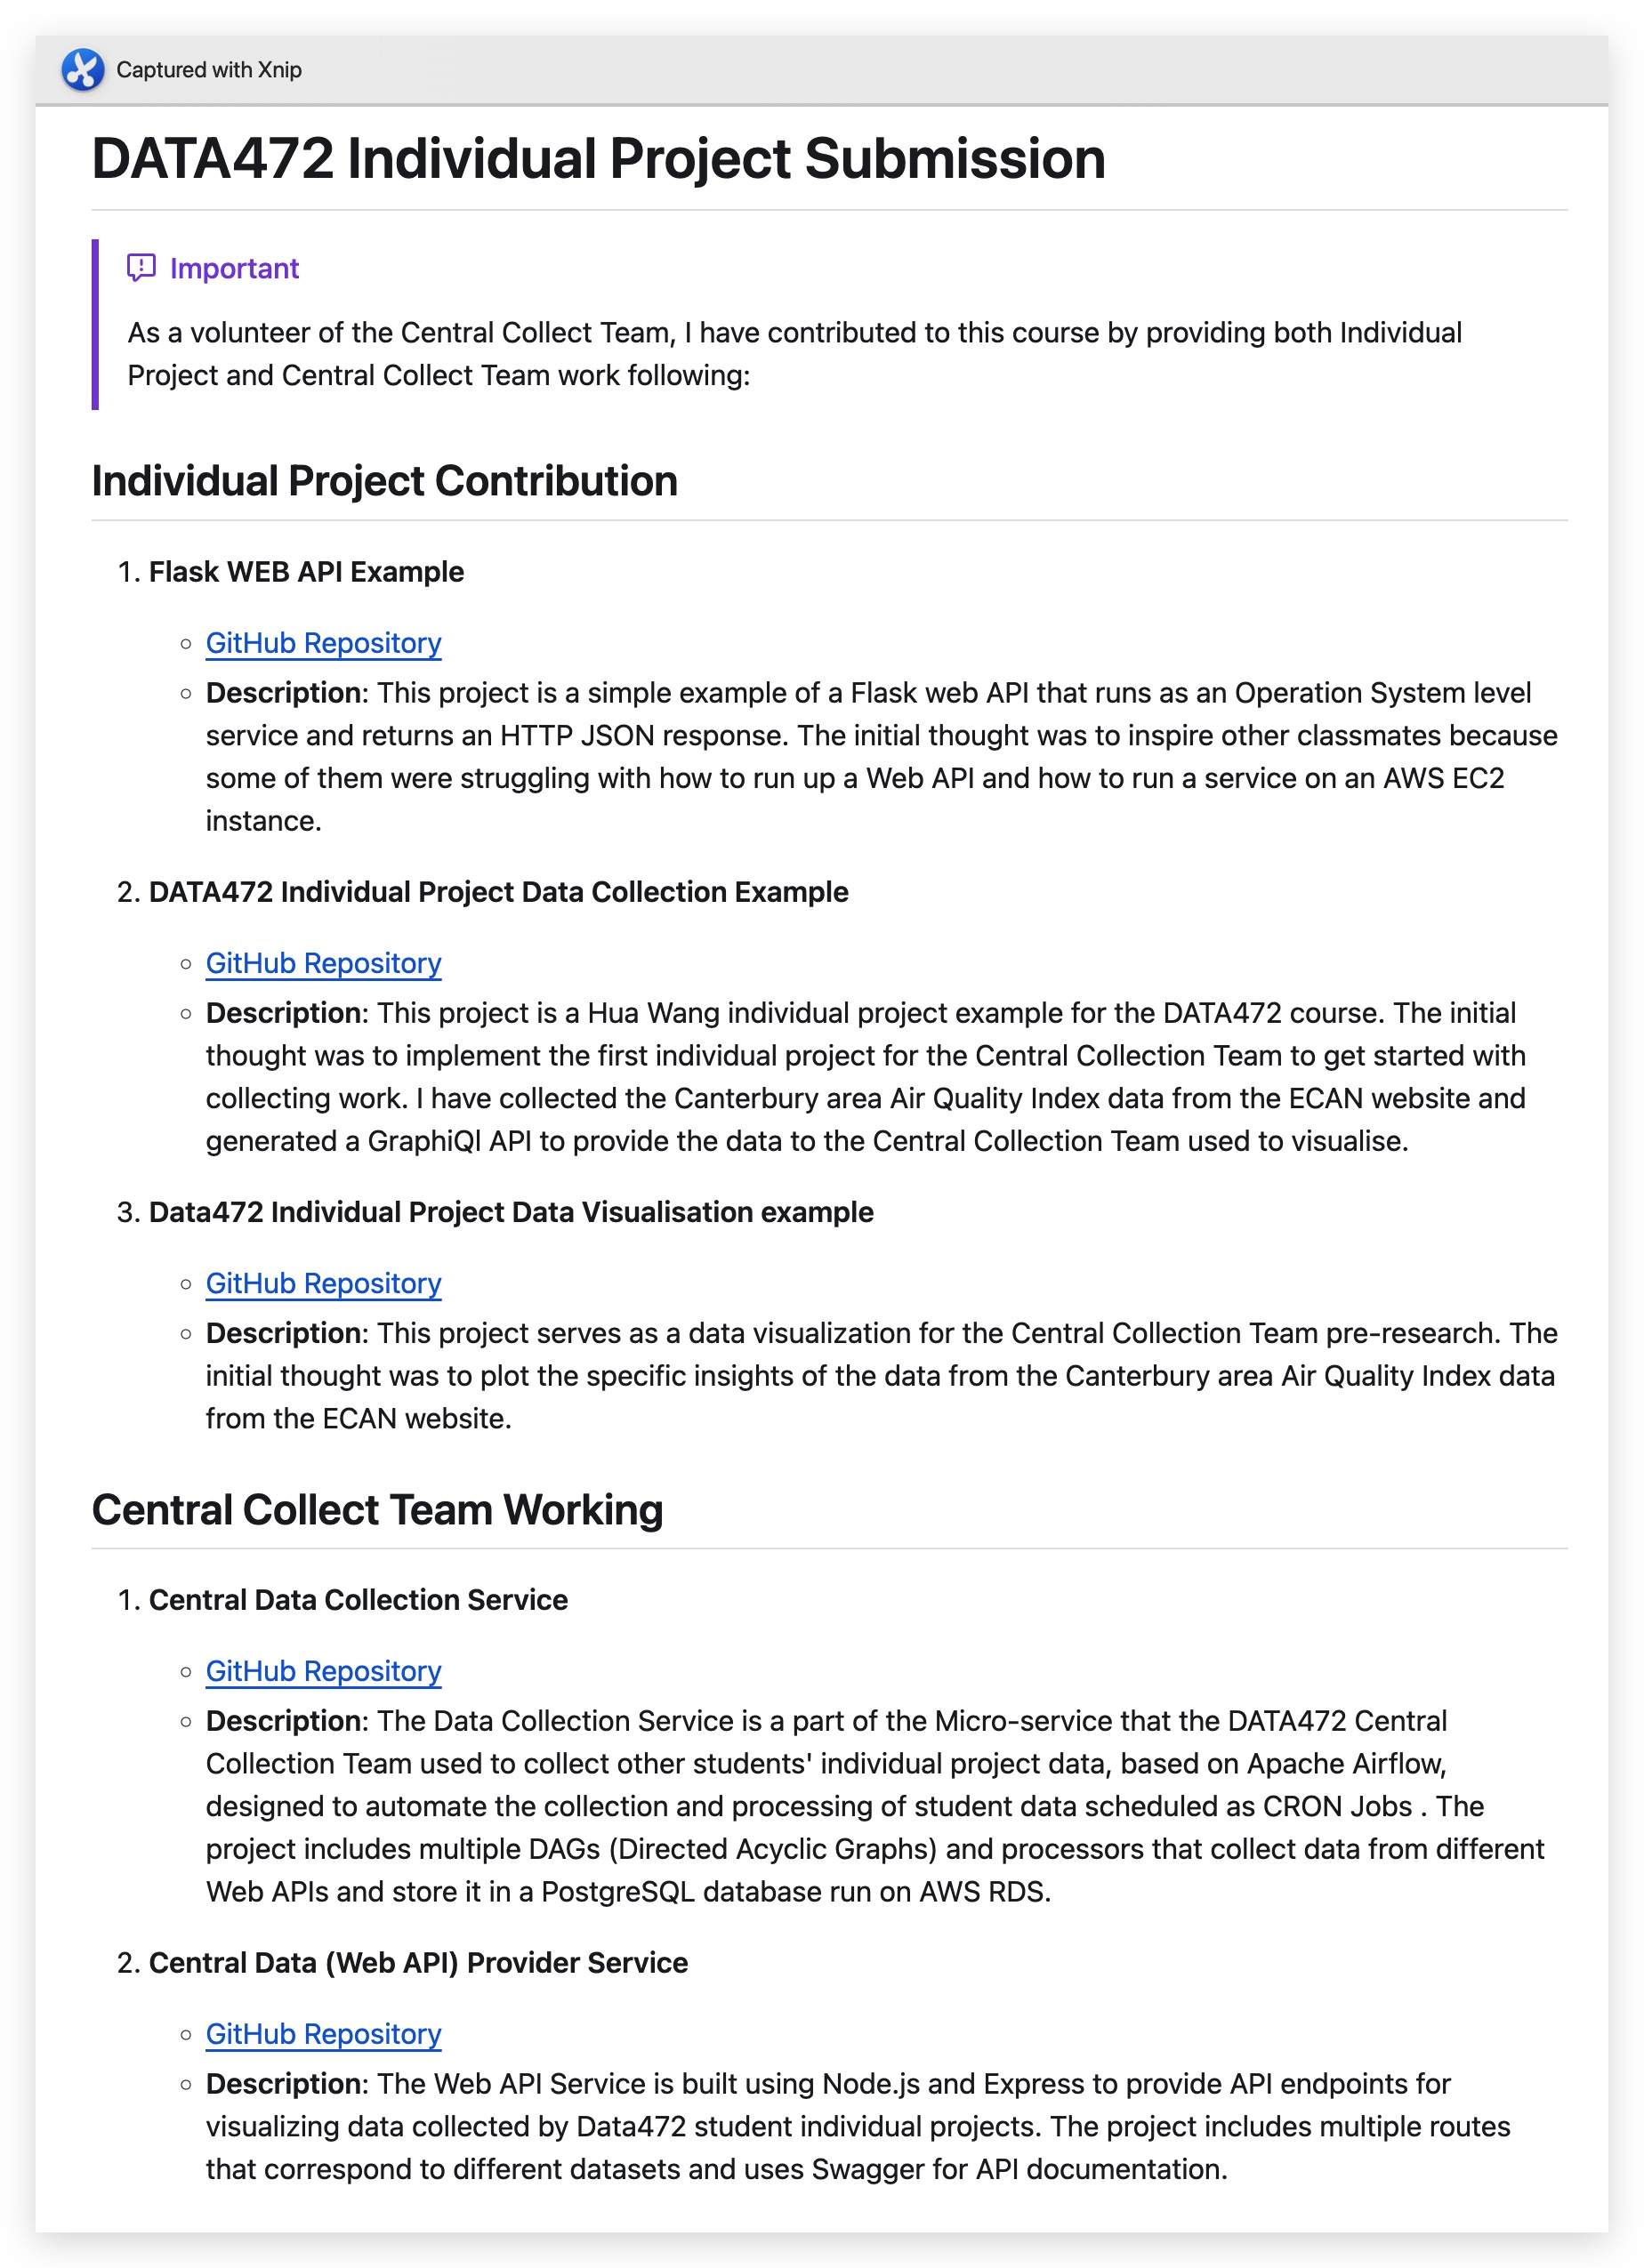 Captured with Xnip
DATA472 Individual Project Submission
Important
As a volunteer of the Central Collect Team, I have contributed to this course by providing both Individual
Project and Central Collect Team work following:
Individual Project Contribution
1. Flask WEB API Example
GitHub Repository
Description: This project is a simple example of a Flask web API that runs as an Operation System level
service and returns an HTTP JSON response. The initial thought was to inspire other classmates because
some of them were struggling with how to run up a Web API and how to run a service on an AWS EC2
instance.
2. DATA472 Individual Project Data Collection Example
GitHub Repository
Description: This project is a Hua Wang individual project example for the DATA472 course. The initial
thought was to implement the first individual project for the Central Collection Team to get started with
collecting work. I have collected the Canterbury area Air Quality Index data from the ECAN website and
generated a GraphiQl API to provide the data to the Central Collection Team used to visualise.
3. Data472 Individual Project Data Visualisation example
GitHub Repository
Description: This project serves as a data visualization for the Central Collection Team pre-research. The
initial thought was to plot the specific insights of the data from the Canterbury area Air Quality Index data
from the ECAN website.
Central Collect Team Working
1. Central Data Collection Service
GitHub Repository
Description: The Data Collection Service is a part of the Micro-service that the DATA472 Central
Collection Team used to collect other students' individual project data, based on Apache Airflow,
designed to automate the collection and processing of student data scheduled as CRON Jobs . The
project includes multiple DAGs (Directed Acyclic Graphs) and processors that collect data from different
Web APIs and store it in a PostgreSQL database run on AWS RDS.
2. Central Data (Web API) Provider Service
GitHub Repository
Description: The Web API Service is built using Node.js and Express to provide API endpoints for
visualizing data collected by Data472 student individual projects. The project includes multiple routes
that correspond to different datasets and uses Swagger for API documentation.